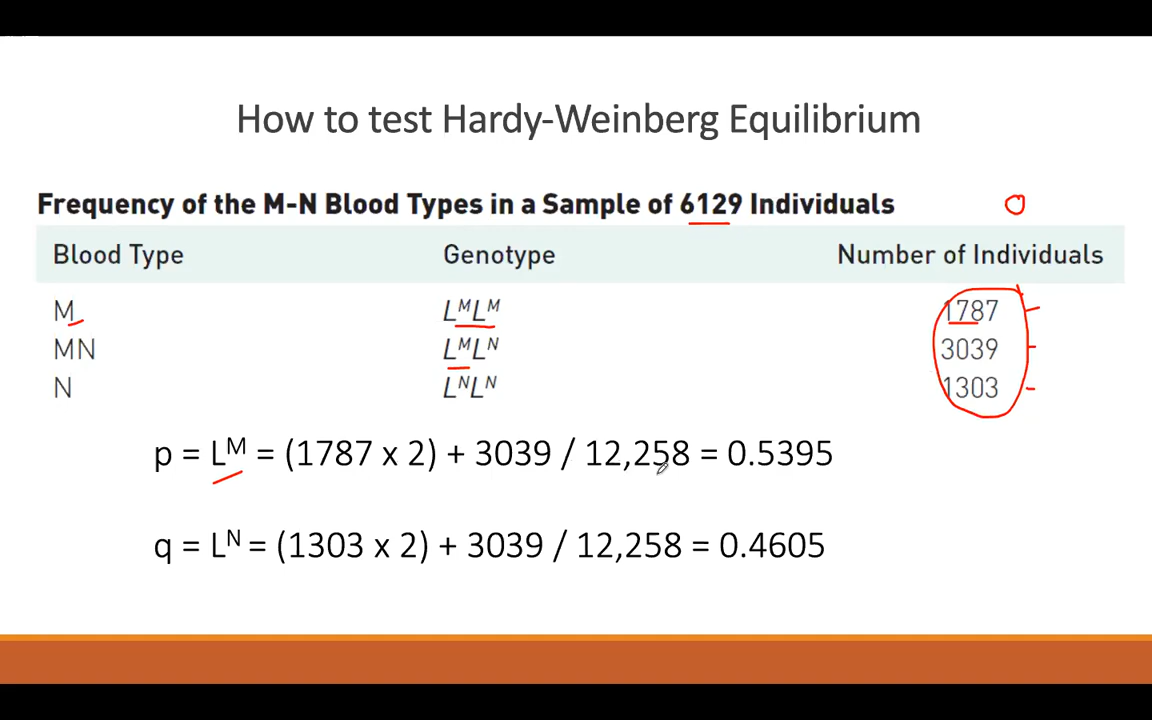 How to test Hardy-Weinberg Equilibrium
Frequency of the M-N Blood Types in a Sample of 6129 Individuals
O
Blood Type Genotype Number of Individuals
M LᴹLᴹ 1787
MN LᴹLᴺ 3039
N LᴺLᴺ 1303
p = Lᴹ = (1787 x 2) + 3039 / 12,258 = 0.5395
q = Lᴺ = (1303 x 2) + 3039 / 12,258 = 0.4605